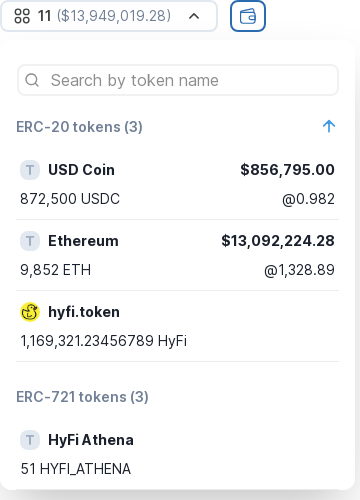 11 ($13,949,019.28)
Search by token name
ERC-20 tokens (3)
T USD Coin $856,795.00
872,500 USDC @0.982
T Ethereum $13,092,224.28
9,852 ETH @1,328.89
hyfi.token
1,169,321.23456789 HyFi
ERC-721 tokens (3)
T HyFi Athena
51 HYFI_ATHENA